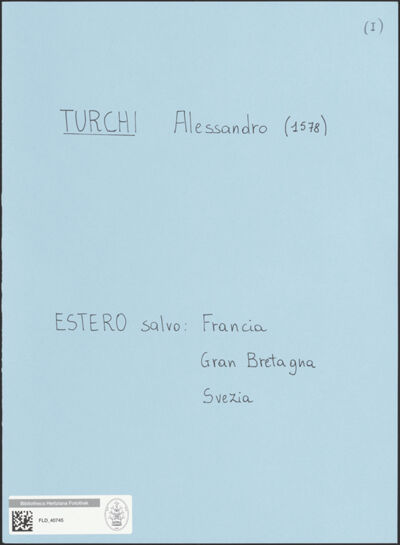 (I)
TURCHI Alessandro (1578)
ESTERO salvo: Francia
Gran Bretagna
Svezia
Bibliotheca Hertziana Fotothek
FLD_40745